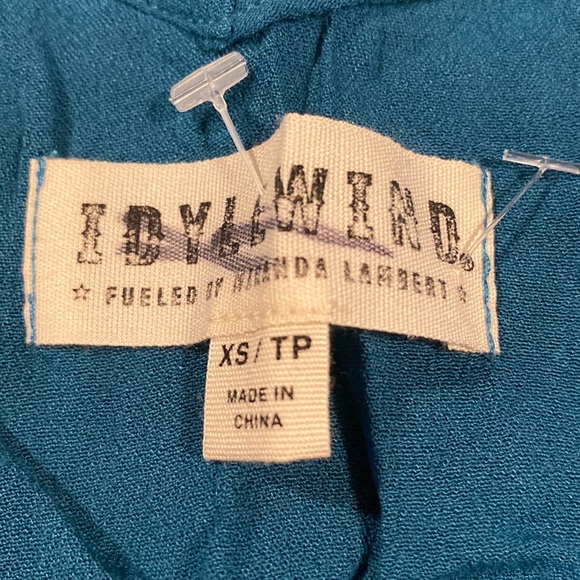 IDYLLWIND.
☆ FUELED BY MIRANDA LAMBERT ☆
XS/TP
MADE IN
CHINA